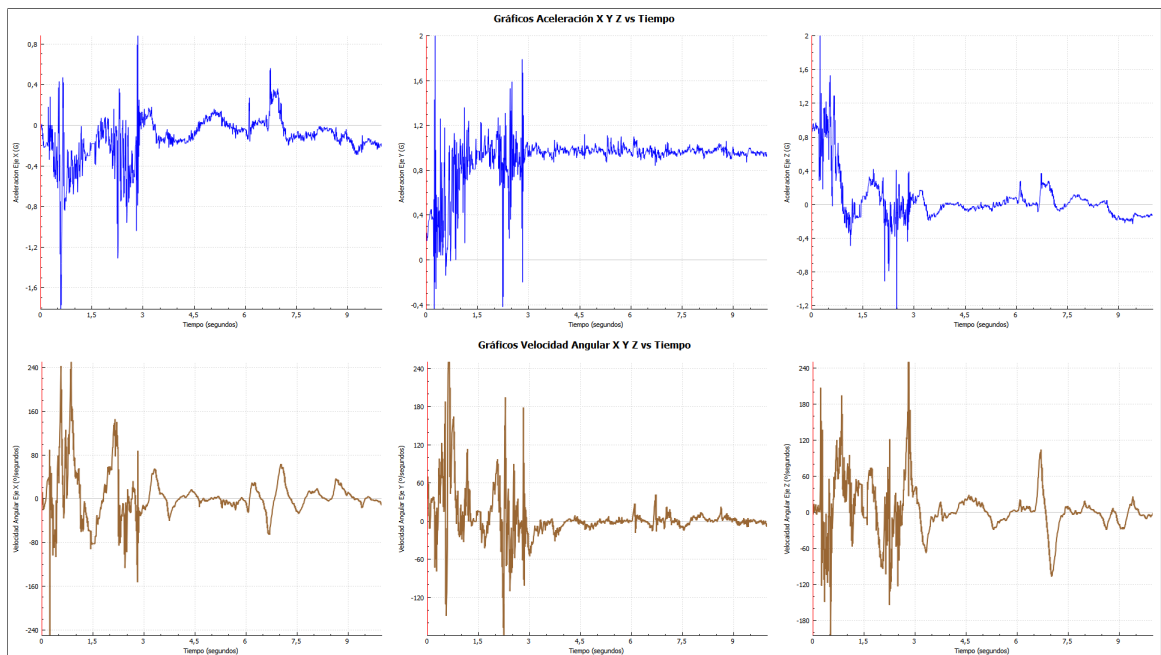 Gráficos Aceleración X Y Z vs Tiempo
Aceleracion Eje X (G)
0,8
0,4
0
-0,4
-0,8
-1,2
-1,6
0 1,5 3 4,5 6 7,5 9
Tiempo (segundos)
Aceleracion Eje Y (G)
2
1,6
1,2
0,8
0,4
0
-0,4
0 1,5 3 4,5 6 7,5 9
Tiempo (segundos)
Aceleracion Eje Z (G)
2
1,6
1,2
0,8
0,4
0
-0,4
-0,8
-1,2
0 1,5 3 4,5 6 7,5 9
Tiempo (segundos)
Gráficos Velocidad Angular X Y Z vs Tiempo
Velocidad Angular Eje X (º/segundos)
240
160
80
0
-80
-160
-240
0 1,5 3 4,5 6 7,5 9
Tiempo (segundos)
Velocidad Angular Eje Y (º/segundos)
240
180
120
60
0
-60
-120
0 1,5 3 4,5 6 7,5 9
Tiempo (segundos)
Velocidad Angular Eje Z (º/segundos)
240
180
120
60
0
-60
-120
-180
0 1,5 3 4,5 6 7,5 9
Tiempo (segundos)